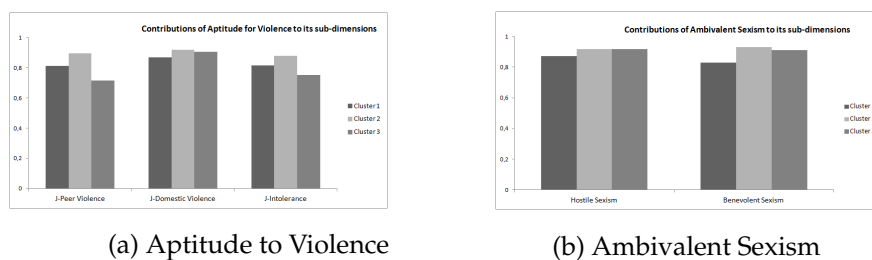 Contributions of Aptitude for Violence to its sub-dimensions
1
0,8
0,6
0,4
0,2
0
J-Peer Violence
J-Domestic Violence
J-Intolerance
Cluster 1
Cluster 2
Cluster 3
(a) Aptitude to Violence
Contributions of Ambivalent Sexism to its sub-dimensions
1
0,8
0,6
0,4
0,2
0
Hostile Sexism
Benevolent Sexism
Cluster
Cluster
Cluster
(b) Ambivalent Sexism